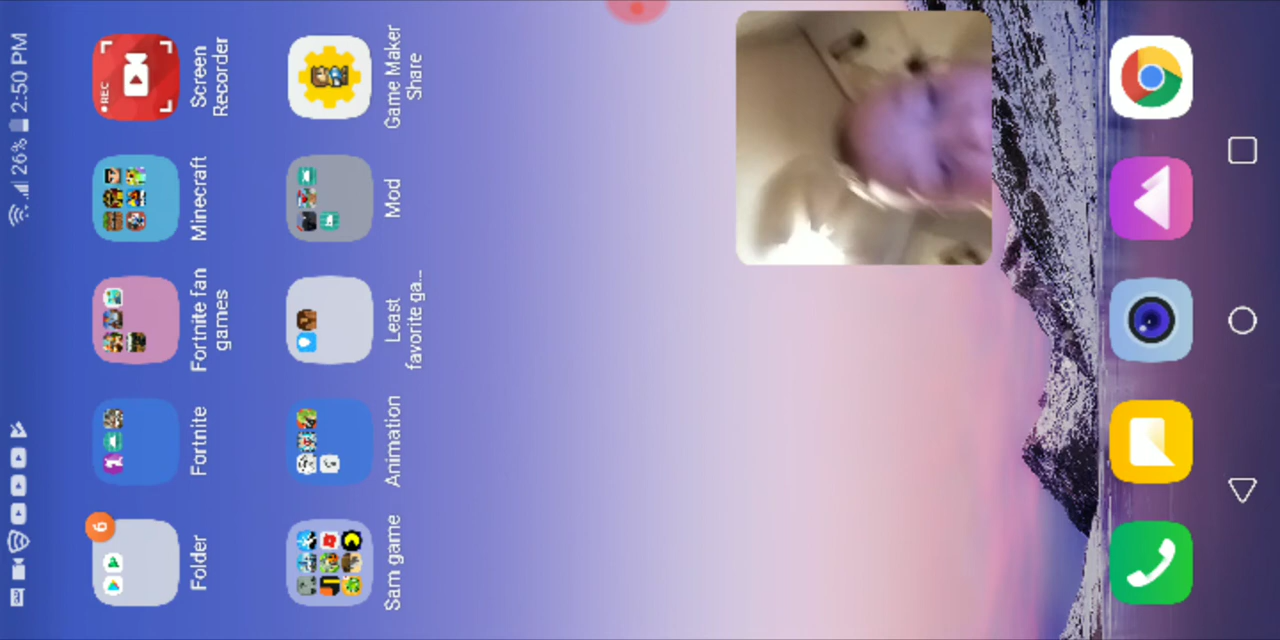 26% 2:50 PM
Folder
6
Fortnite
Fortnite fan
games
Minecraft
REC
Screen
Recorder
Sam game
Animation
Least
favorite ga...
Mod
Game Maker
Share